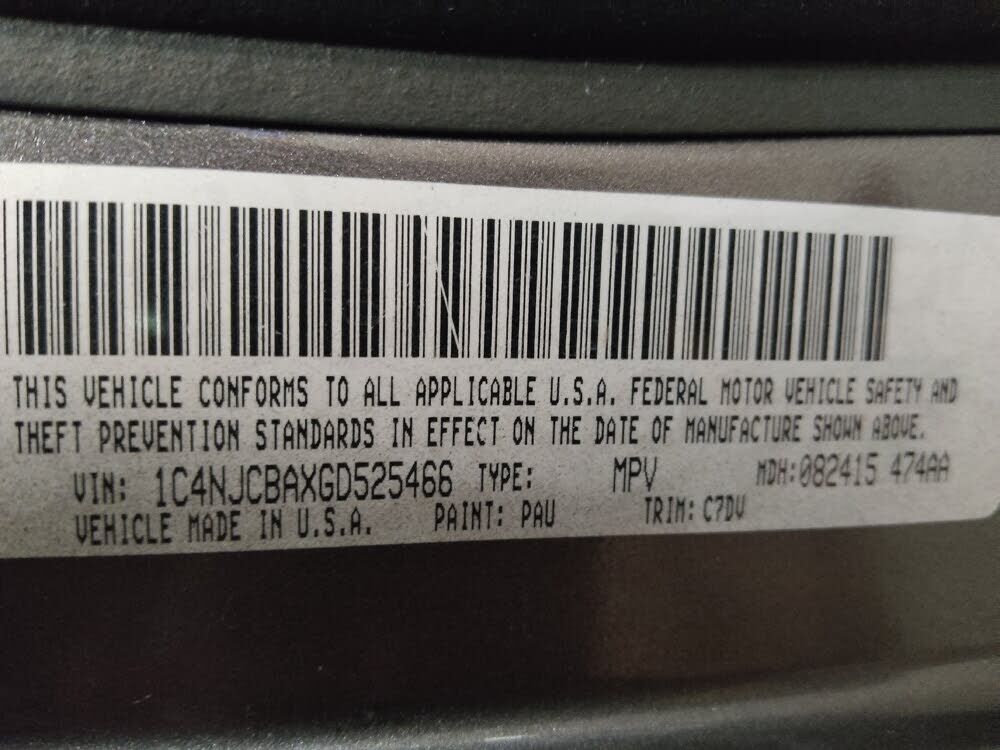 THIS VEHICLE CONFORMS TO ALL APPLICABLE U.S.A. FEDERAL MOTOR VEHICLE SAFETY AND
THEFT PREVENTION STANDARDS IN EFFECT ON THE DATE OF MANUFACTURE SHOWN ABOVE.
VIN: 1C4NJCBAXGD525466 TYPE: MPV MDH:082415 474AA
VEHICLE MADE IN U.S.A. PAINT: PAU TRIM: C7DV